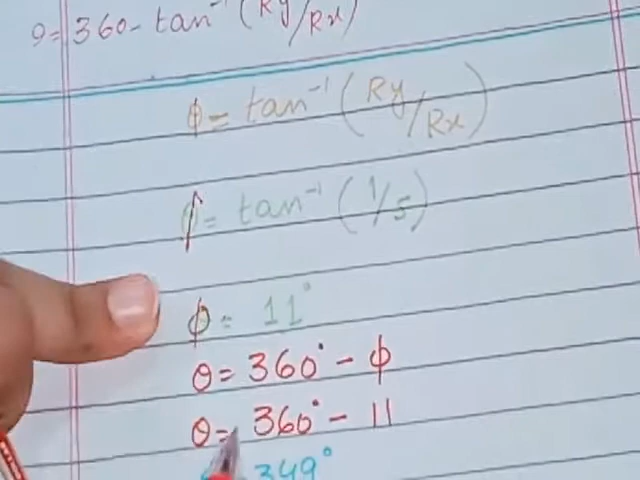 θ= 360- tan⁻¹ (Ry/Rx)
ϕ= tan⁻¹ (Ry/Rx)
ϕ= tan⁻¹ (1/5)
ϕ= 11°
θ= 360° - ϕ
θ= 360° - 11
349°